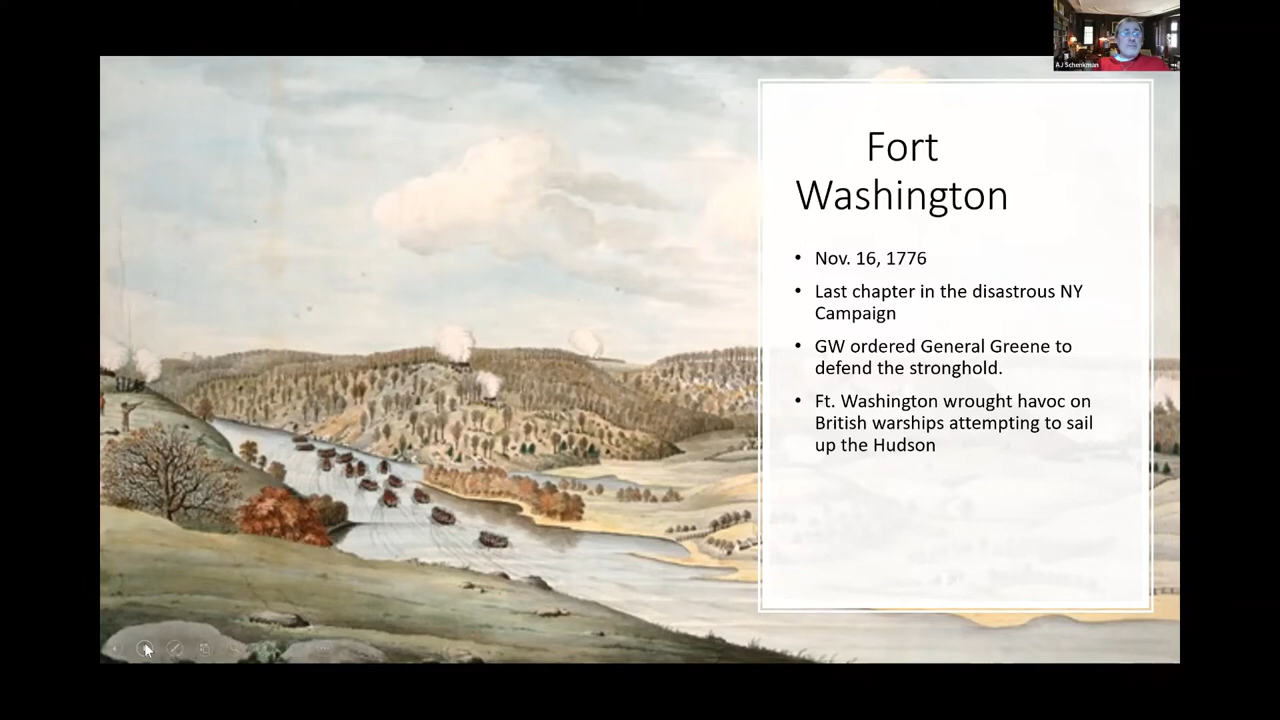 A.J Schenkman
Fort
Washington
• Nov. 16, 1776
• Last chapter in the disastrous NY
Campaign
• GW ordered General Greene to
defend the stronghold.
• Ft. Washington wrought havoc on
British warships attempting to sail
up the Hudson